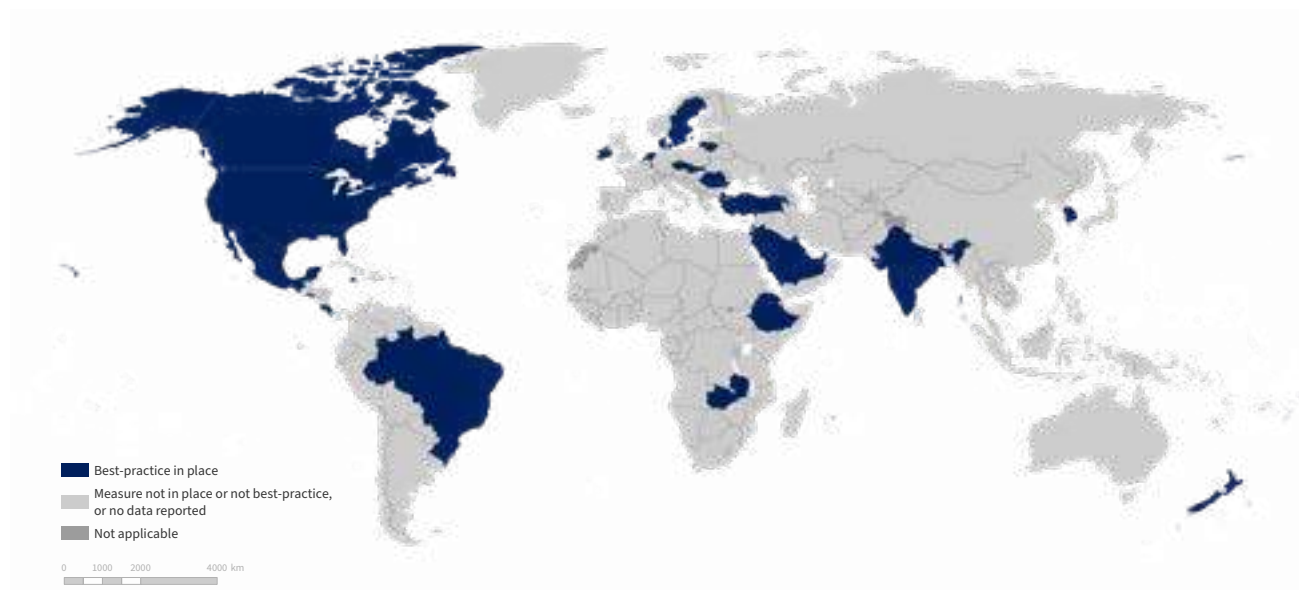 Best-practice in place
Measure not in place or not best-practice,
or no data reported
Not applicable
0 1000 2000 4000 km